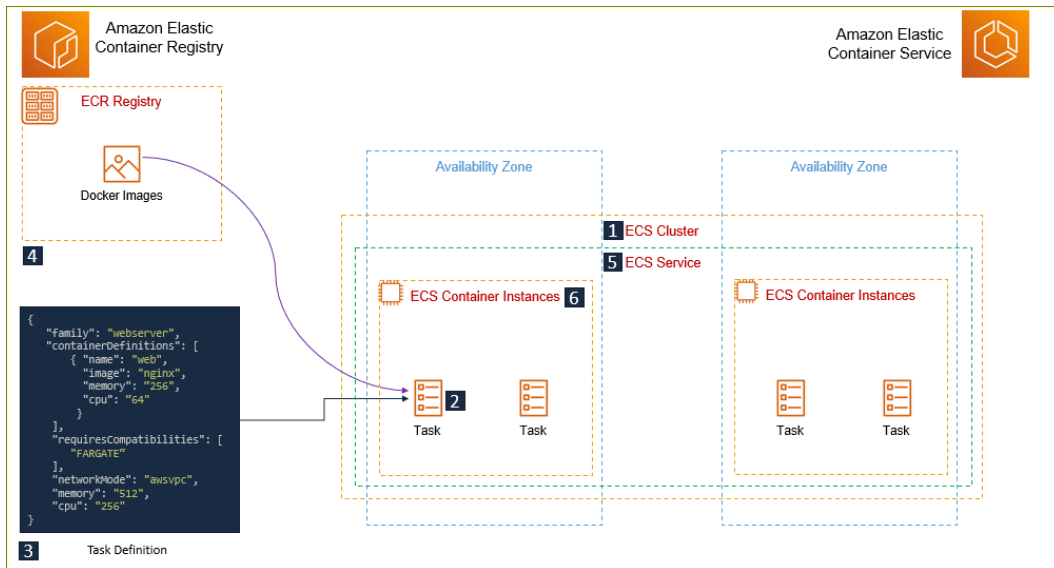 Amazon Elastic
Container Registry
Amazon Elastic
Container Service
ECR Registry
Docker Images
4
Availability Zone
Availability Zone
1 ECS Cluster
5 ECS Service
ECS Container Instances 6
ECS Container Instances
2
Task
Task
Task
Task
{
"family": "webserver",
"containerDefinitions": [
{ "name": "web",
"image": "nginx",
"memory": “256",
"cpu": “64"
}
],
"requiresCompatibilities": [
"FARGATE“
],
"networkMode": "awsvpc",
"memory": "512",
"cpu": "256"
}
3
Task Definition